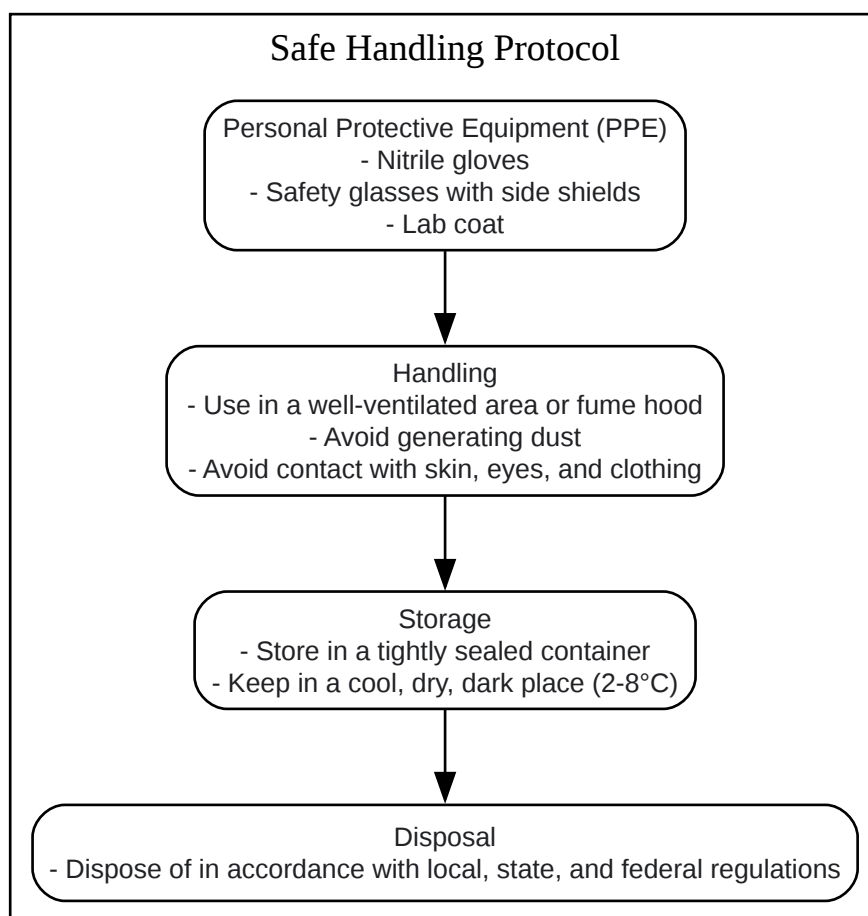 Safe Handling Protocol
Personal Protective Equipment (PPE)
- Nitrile gloves
- Safety glasses with side shields
- Lab coat
Handling
- Use in a well-ventilated area or fume hood
- Avoid generating dust
- Avoid contact with skin, eyes, and clothing
Storage
- Store in a tightly sealed container
- Keep in a cool, dry, dark place (2-8°C)
Disposal
- Dispose of in accordance with local, state, and federal regulations